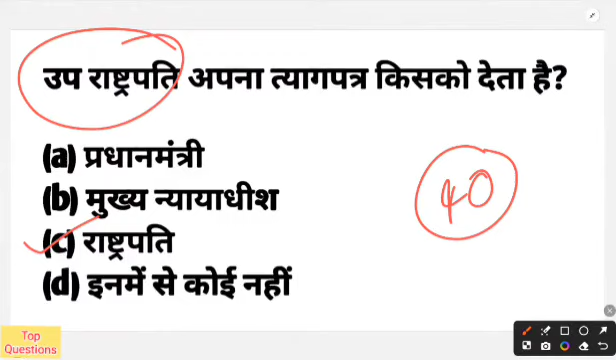 उप राष्ट्रपति अपना त्यागपत्र किसको देता है?
(a) प्रधानमंत्री
(b) मुख्य न्यायाधीश
40
(c) राष्ट्रपति
(d) इनमें से कोई नहीं
Top
Questions